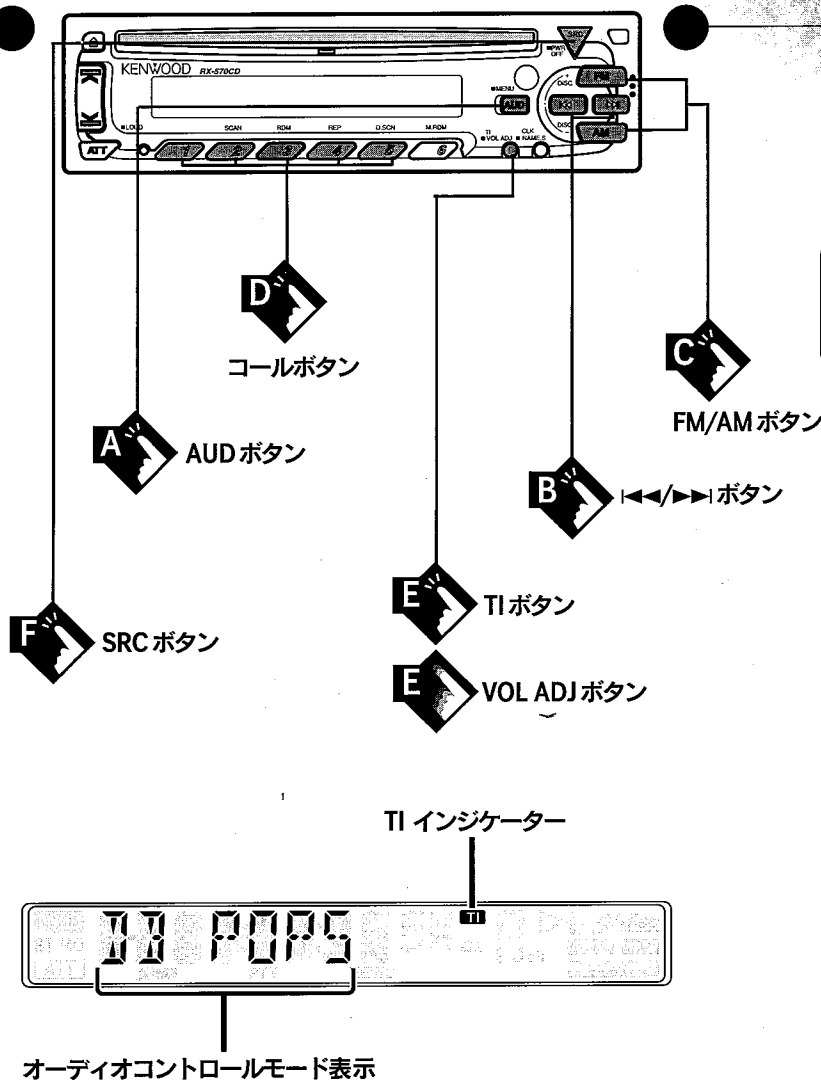 SRC
■PWR OFF
KENWOOD RX-570CD
+ DISC
FM
■MENU
AUD
DISC -
AM
■LOUD
SCAN
RDM
REP
D.SCN
M.RDM
TI
■VOL ADJ
CLK
■NAME.S
ATT
1 2 3 4 5 6
D
コールボタン
C
FM/AMボタン
A
AUDボタン
B
|◄◄/►►|ボタン
E
TIボタン
F
SRCボタン
E
VOL ADJボタン
TI インジケーター
DB POPS
TI
オーディオコントロールモード表示